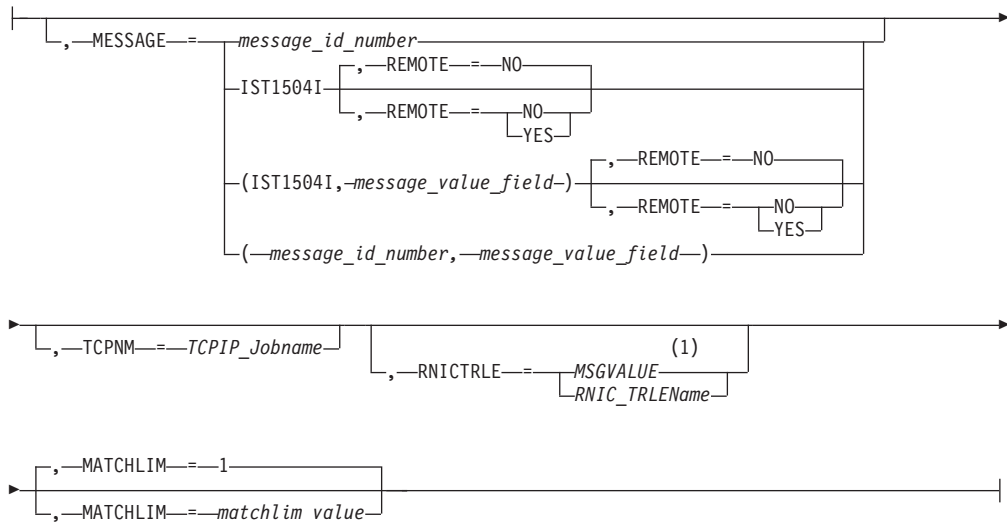 , MESSAGE = message_id_number
, REMOTE = NO
IST1504I
, REMOTE = NO
YES
, REMOTE = NO
(IST1504I, message_value_field )
, REMOTE = NO
YES
( message_id_number, message_value_field )
(1)
, TCPNM = TCPIP_Jobname
, RNICTRLE = MSGVALUE
RNIC_TRLEName
, MATCHLIM = 1
, MATCHLIM = matchlim value